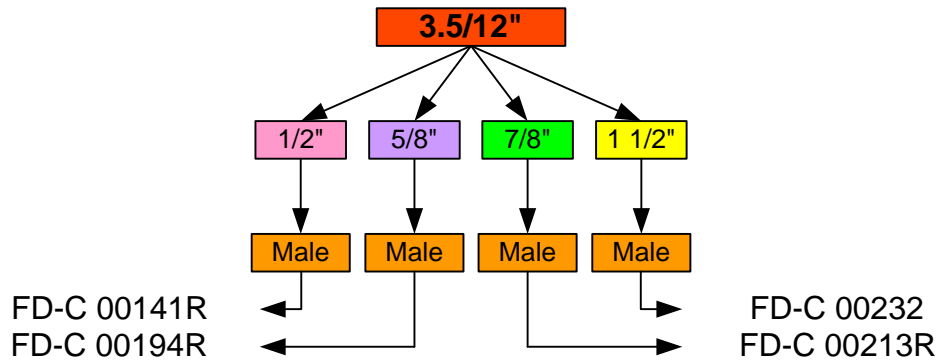 3.5/12"
1/2" 5/8" 7/8" 1 1/2"
Male Male Male Male
FD-C 00141R FD-C 00232
FD-C 00194R FD-C 00213R